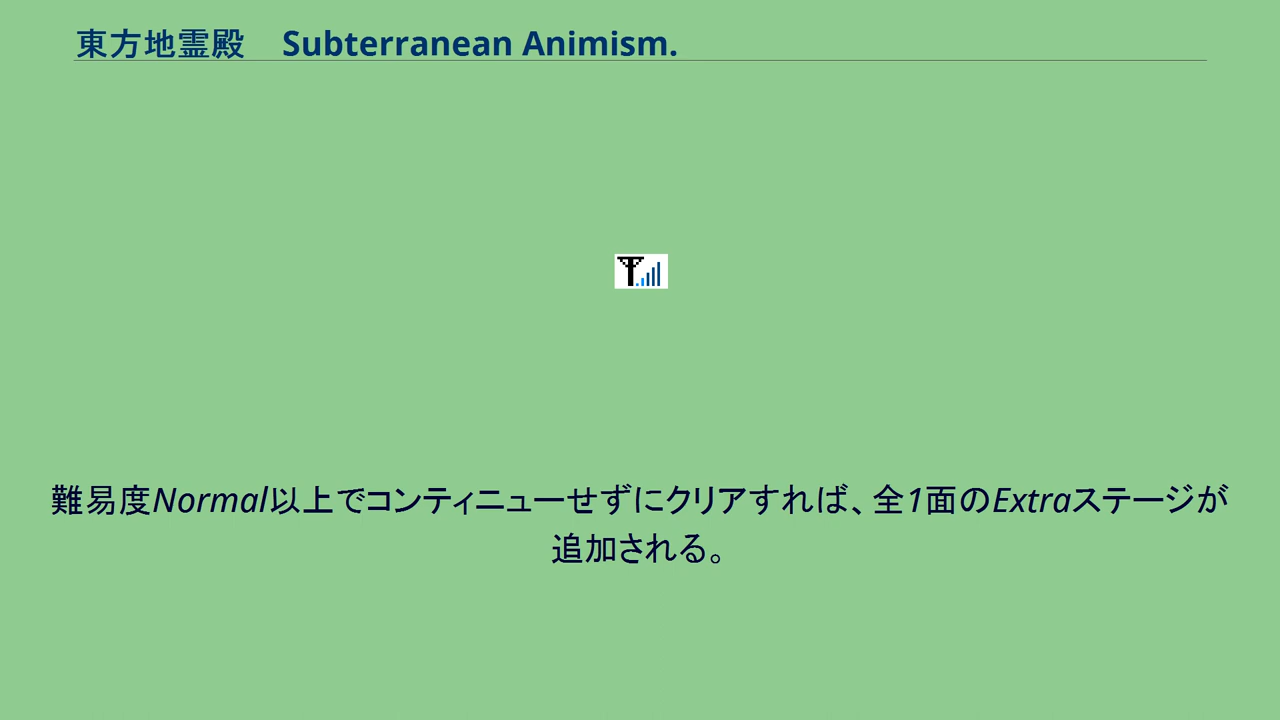 東方地霊殿　Subterranean Animism.
難易度Normal以上でコンティニューせずにクリアすれば、全1面のExtraステージが
追加される。